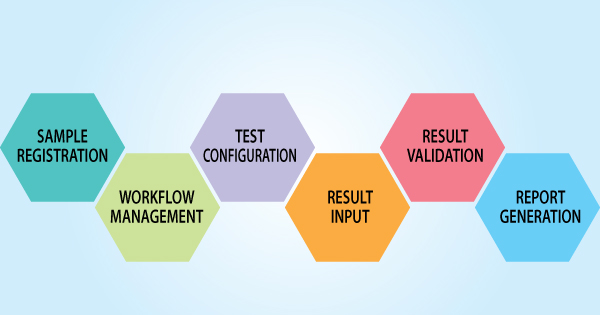 SAMPLE
REGISTRATION
WORKFLOW
MANAGEMENT
TEST
CONFIGURATION
RESULT
INPUT
RESULT
VALIDATION
REPORT
GENERATION